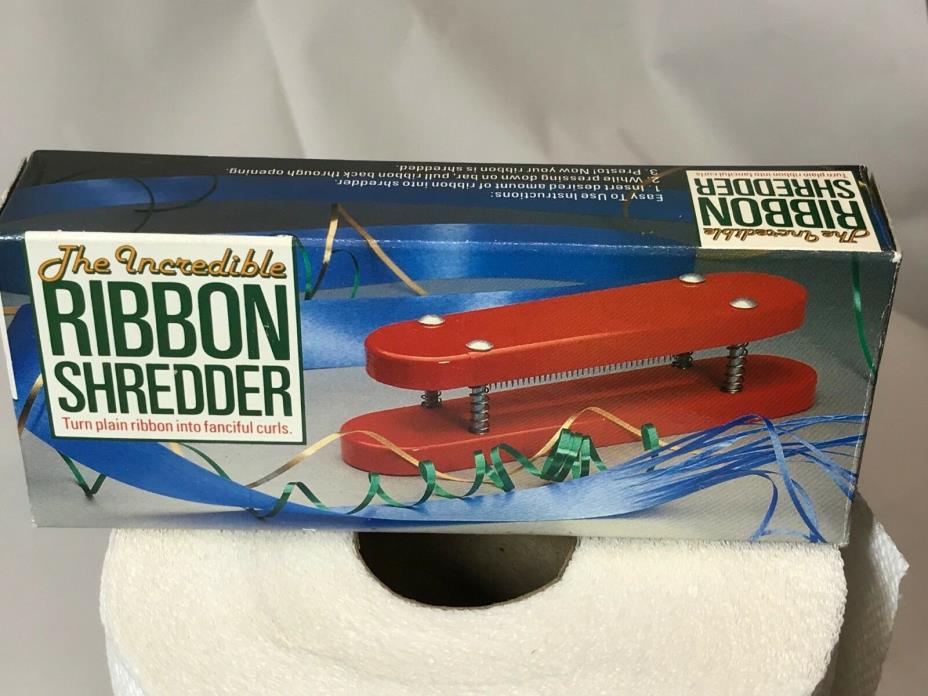 Easy To Use Instructions:
1. Insert desired amount of ribbon into shredder.
2. While pressing down on bar, pull ribbon back through opening.
3. Presto! Now your ribbon is shredded.
The Incredible
RIBBON
SHREDDER
Turn plain ribbon into fanciful curls.
The Incredible
RIBBON
SHREDDER
Turn plain ribbon into fanciful curls.